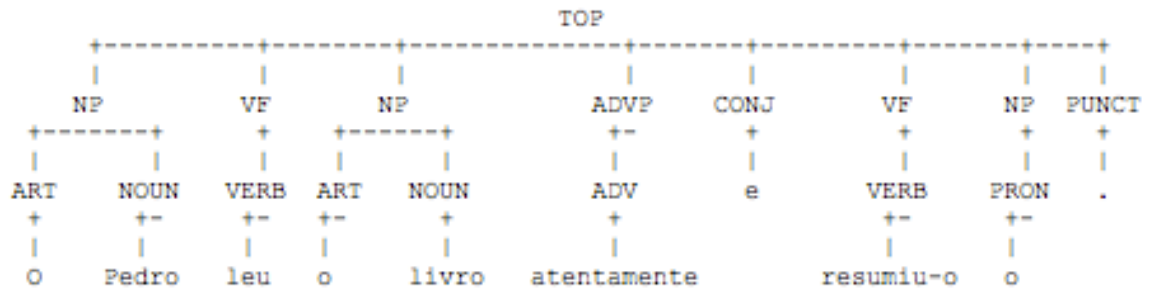 TOP
NP VF NP ADVP CONJ VF NP PUNCT
ART NOUN VERB ART NOUN ADV e VERB PRON .
O Pedro leu o livro atentamente resumiu-o o